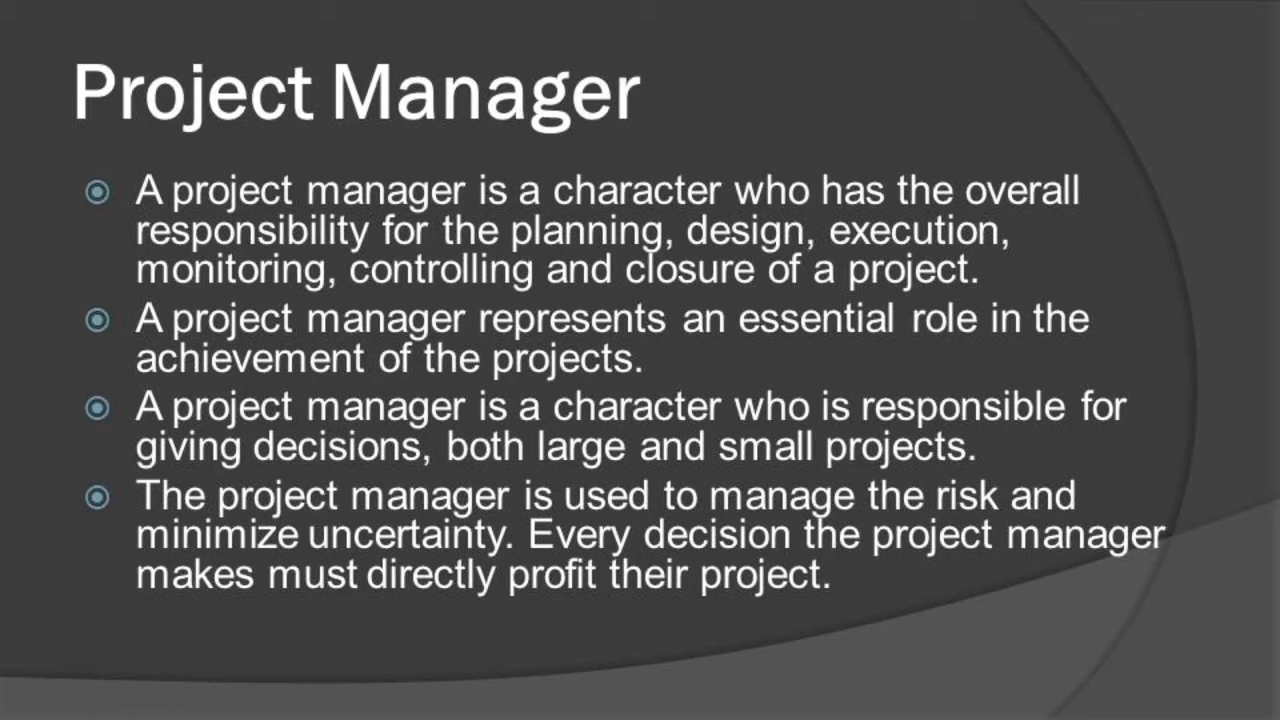 Project Manager
A project manager is a character who has the overall
responsibility for the planning, design, execution,
monitoring, controlling and closure of a project.
A project manager represents an essential role in the
achievement of the projects.
A project manager is a character who is responsible for
giving decisions, both large and small projects.
The project manager is used to manage the risk and
minimize uncertainty. Every decision the project manager
makes must directly profit their project.